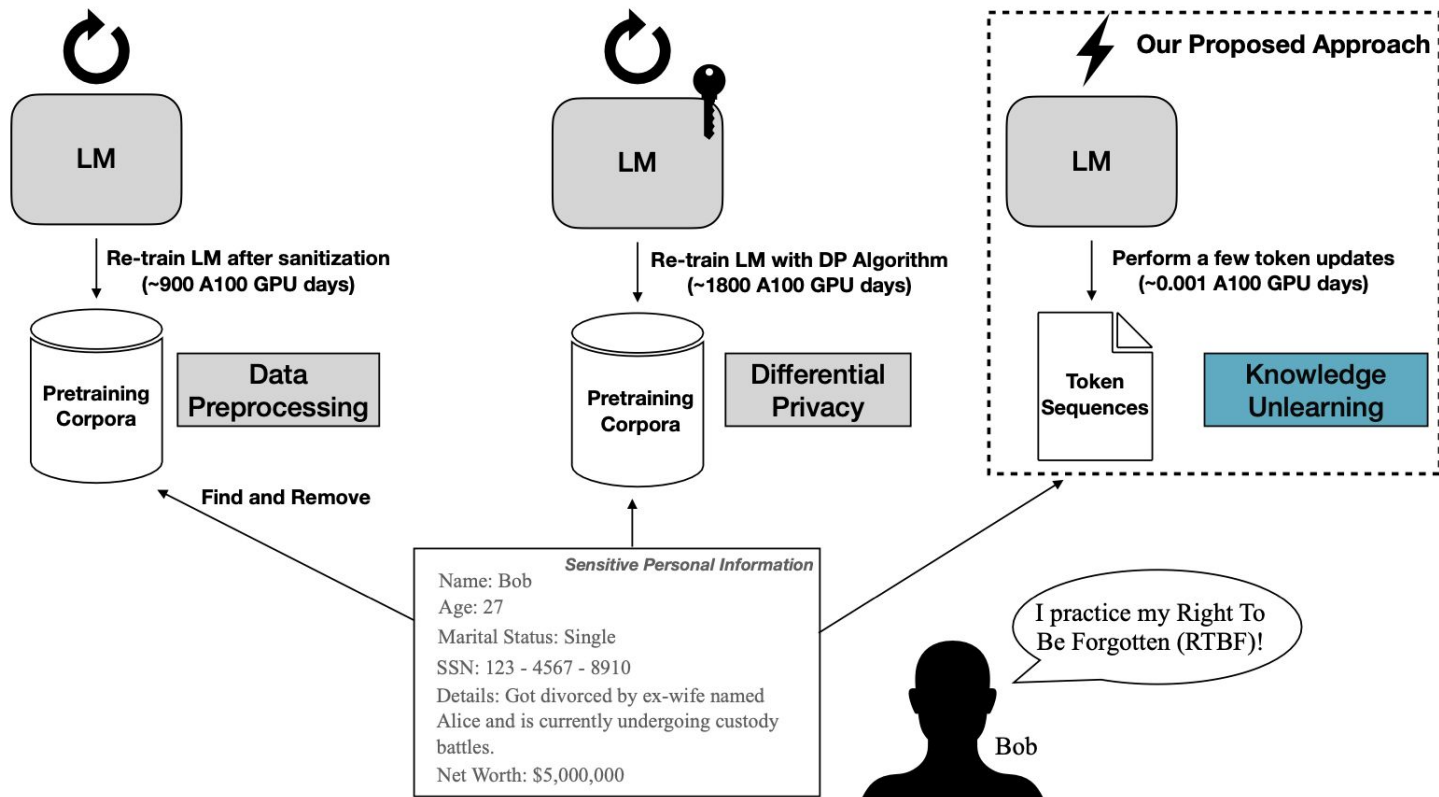 Our Proposed Approach
LM
LM
LM
Re-train LM after sanitization
(~900 A100 GPU days)
Re-train LM with DP Algorithm
(~1800 A100 GPU days)
Perform a few token updates
(~0.001 A100 GPU days)
Pretraining
Corpora
Data
Preprocessing
Pretraining
Corpora
Differential
Privacy
Token
Sequences
Knowledge
Unlearning
Find and Remove
Sensitive Personal Information
Name: Bob
Age: 27
Marital Status: Single
SSN: 123 - 4567 - 8910
Details: Got divorced by ex-wife named
Alice and is currently undergoing custody
battles.
Net Worth: $5,000,000
I practice my Right To
Be Forgotten (RTBF)!
Bob